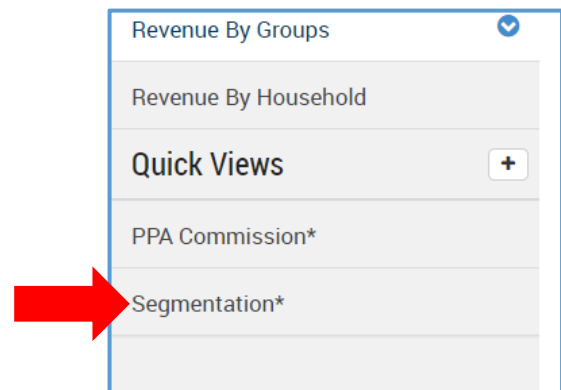 Revenue By Groups
Revenue By Household
Quick Views +
PPA Commission*
Segmentation*